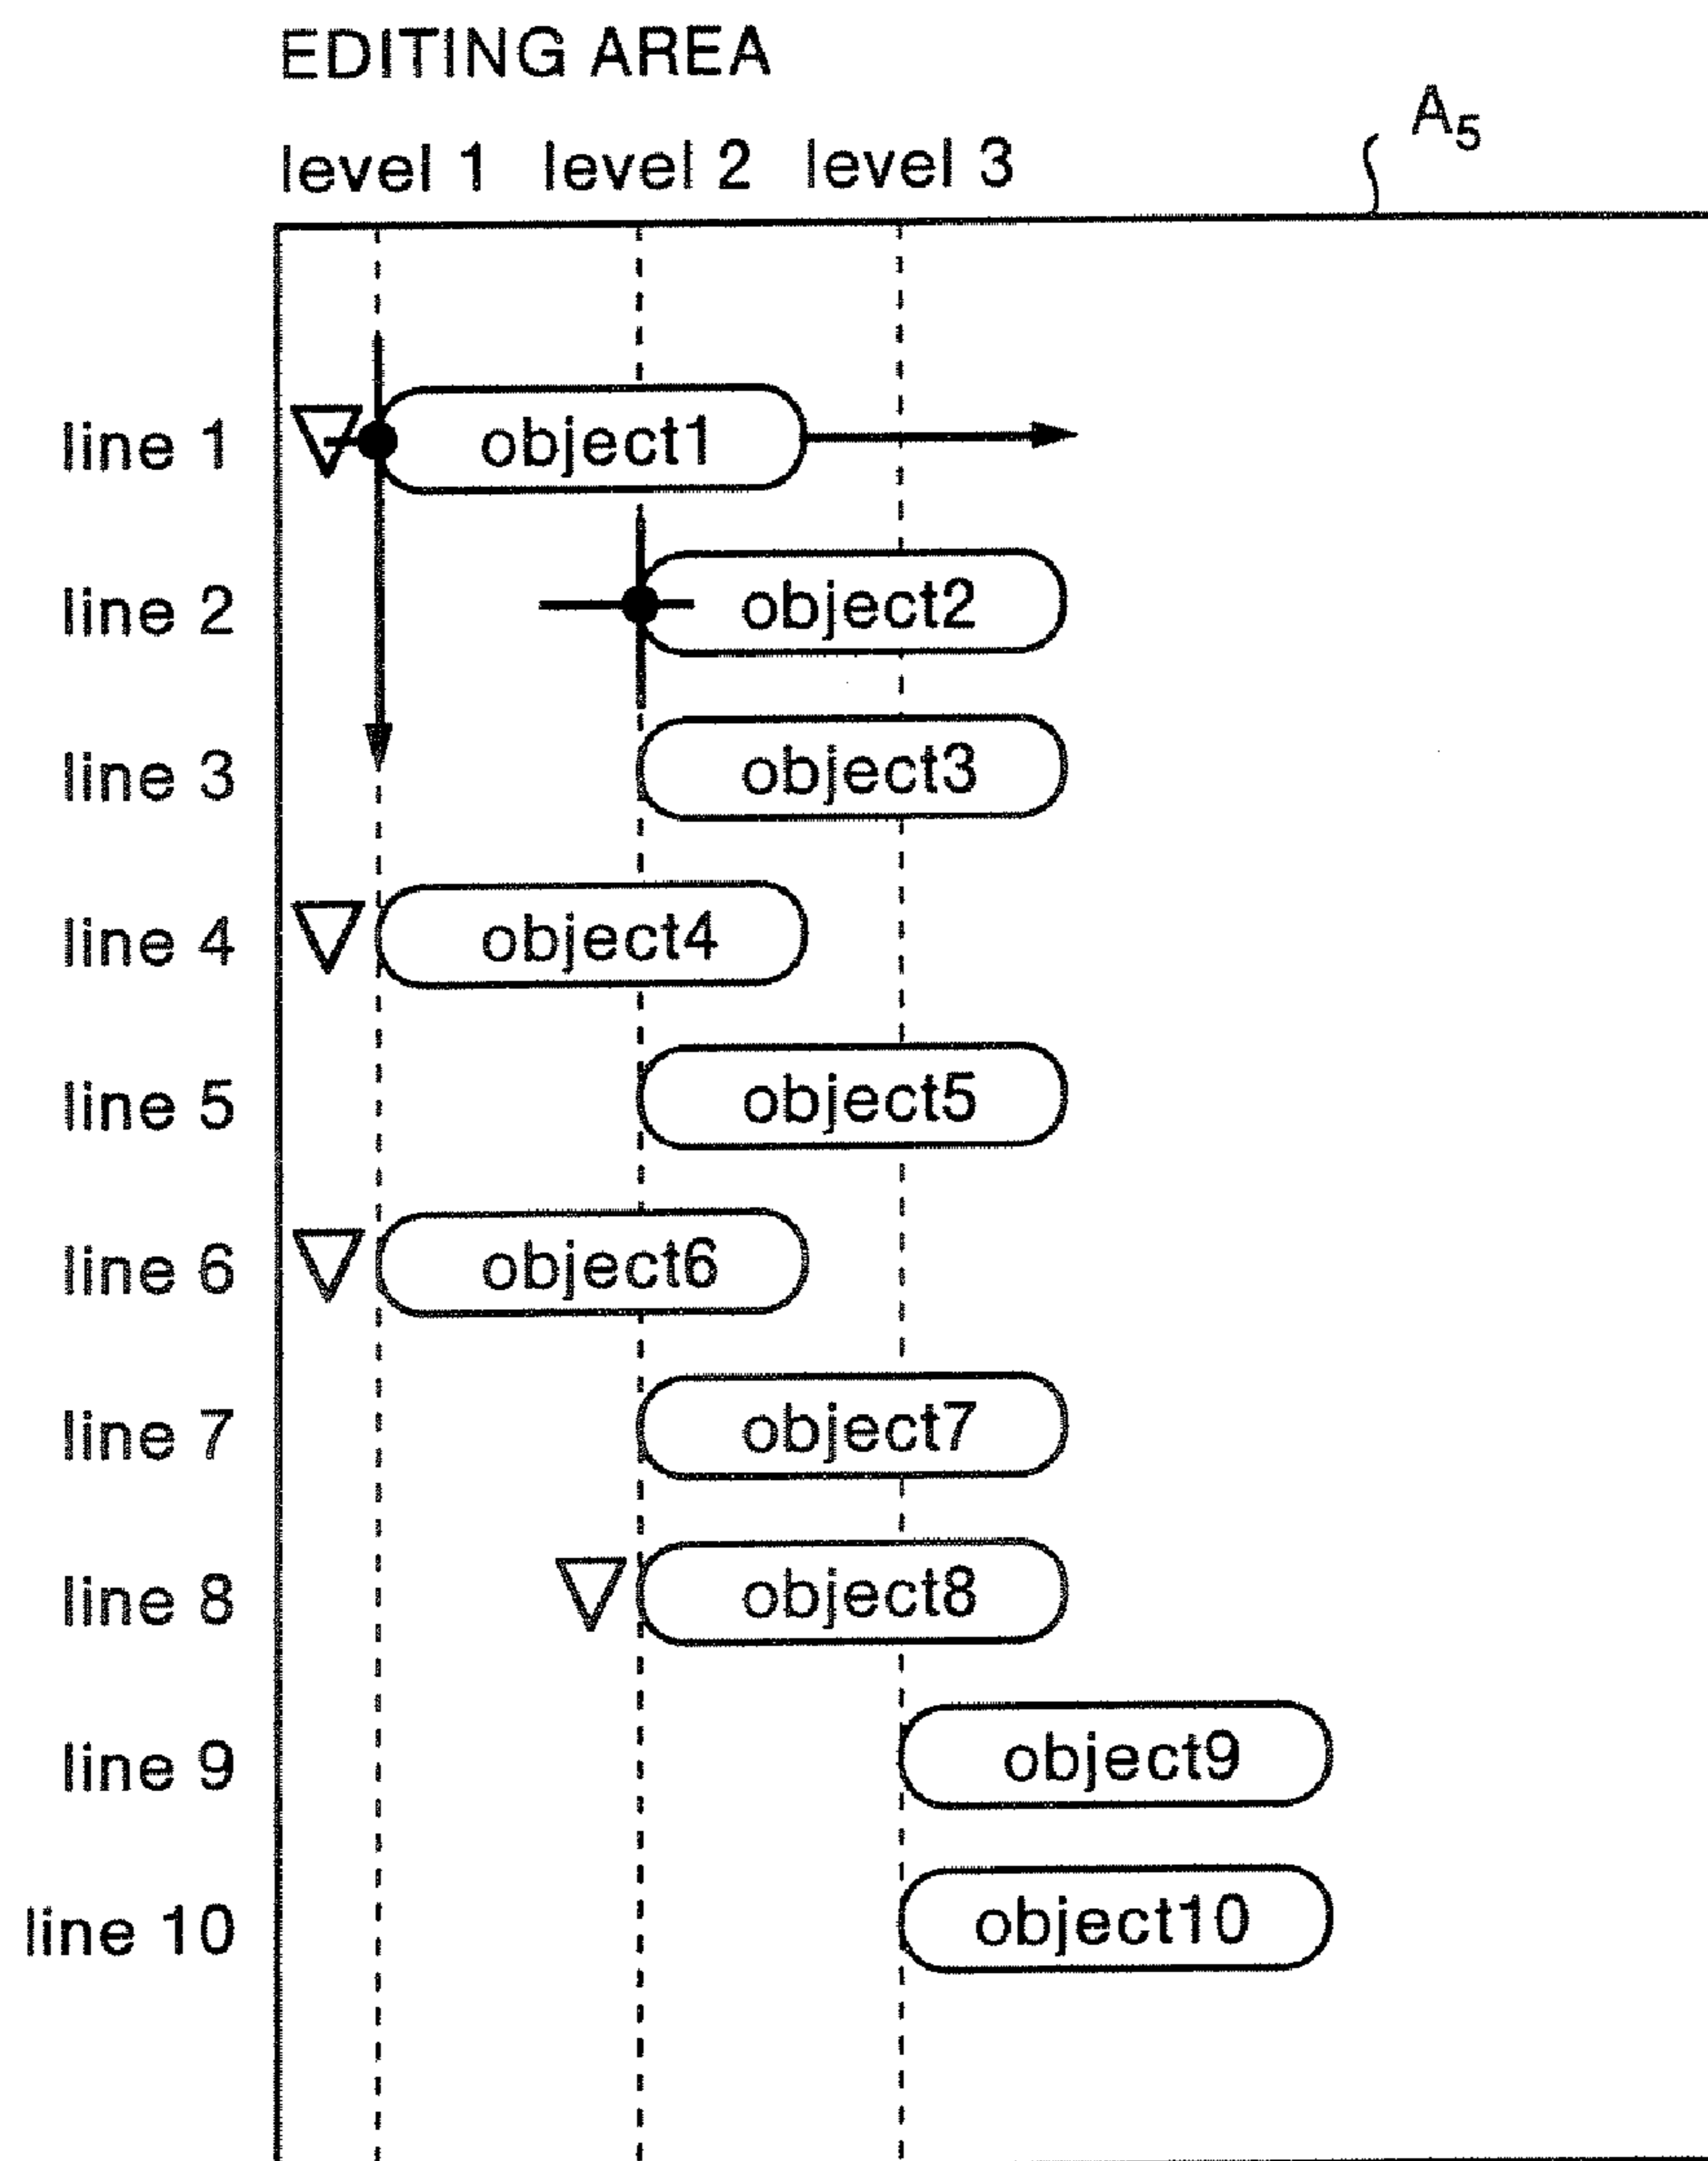 EDITING AREA
A5
level 1 level 2 level 3
line 1 object1
line 2 object2
line 3 object3
line 4 object4
line 5 object5
line 6 object6
line 7 object7
line 8 object8
line 9 object9
line 10 object10